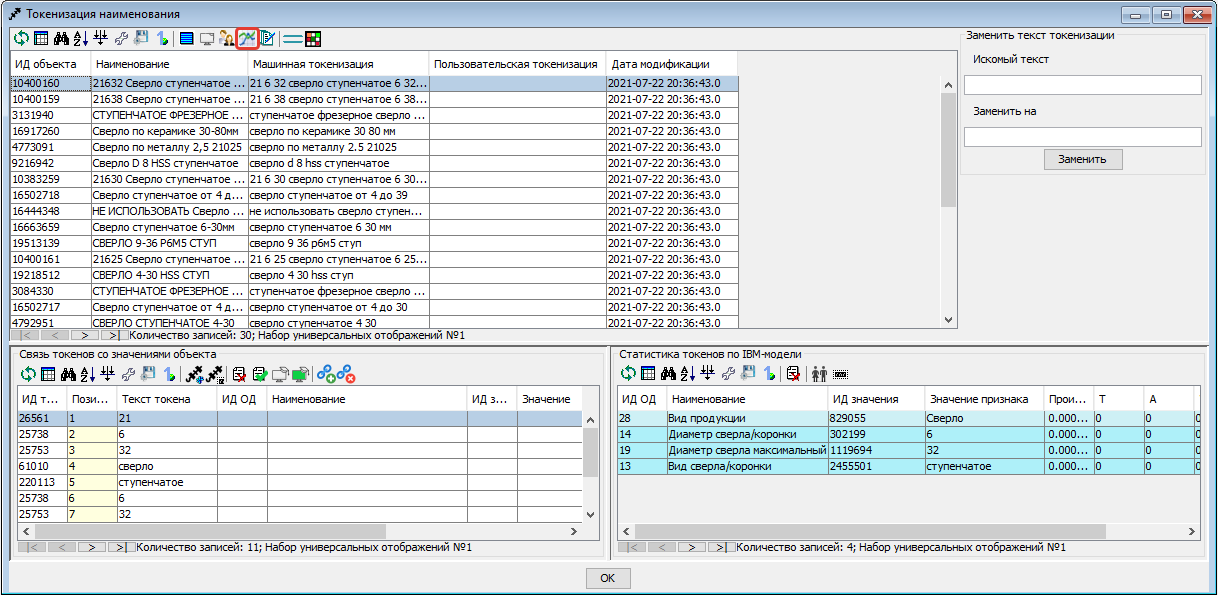 Токенизация наименования
ИД объекта Наименование Машинная токенизация Пользовательская токенизация Дата модификации
10400160 21632 Сверло ступенчатое ... 21 6 32 сверло ступенчатое 6 32... 2021-07-22 20:36:43.0
10400159 21638 Сверло ступенчатое ... 21 6 38 сверло ступенчатое 6 38... 2021-07-22 20:36:43.0
3131940 СТУПЕНЧАТОЕ ФРЕЗЕРНОЕ ... ступенчатое фрезерное сверло ... 2021-07-22 20:36:43.0
16917260 Сверло по керамике 30-80мм сверло по керамике 30 80 мм 2021-07-22 20:36:43.0
4773091 Сверло по металлу 2,5 21025 сверло по металлу 2.5 21025 2021-07-22 20:36:43.0
9216942 Сверло D 8 HSS ступенчатое сверло d 8 hss ступенчатое 2021-07-22 20:36:43.0
10383259 21630 Сверло ступенчатое ... 21 6 30 сверло ступенчатое 6 30... 2021-07-22 20:36:43.0
16502718 Сверло ступенчатое от 4 д... сверло ступенчатое от 4 до 39 2021-07-22 20:36:43.0
16444348 НЕ ИСПОЛЬЗОВАТЬ Сверло ... не использовать сверло ступен... 2021-07-22 20:36:43.0
16663659 Сверло ступенчатое 6-30мм сверло ступенчатое 6 30 мм 2021-07-22 20:36:43.0
19513139 СВЕРЛО 9-36 Р6М5 СТУП сверло 9 36 р6м5 ступ 2021-07-22 20:36:43.0
10400161 21625 Сверло ступенчатое ... 21 6 25 сверло ступенчатое 6 25... 2021-07-22 20:36:43.0
19218512 СВЕРЛО 4-30 HSS СТУП сверло 4 30 hss ступ 2021-07-22 20:36:43.0
3084330 СТУПЕНЧАТОЕ ФРЕЗЕРНОЕ ... ступенчатое фрезерное сверло ... 2021-07-22 20:36:43.0
16502717 Сверло ступенчатое от 4 д... сверло ступенчатое от 4 до 30 2021-07-22 20:36:43.0
4792951 СВЕРЛО СТУПЕНЧАТОЕ 4-30 сверло ступенчатое 4 30 2021-07-22 20:36:43.0
Количество записей: 30; Набор универсальных отображений №1
Заменить текст токенизации
Искомый текст
Заменить на
Заменить
Связь токенов со значениями объекта
ИД т... Пози... Текст токена ИД ОД Наименование ИД з... Значение
26561 1 21
25738 2 6
25753 3 32
61010 4 сверло
220113 5 ступенчатое
25738 6 6
25753 7 32
Количество записей: 11; Набор универсальных отображений №1
Статистика токенов по IBM-модели
ИД ОД Наименование ИД значения Значение признака Прои... T A
28 Вид продукции 829055 Сверло 0.000... 0 0 0
14 Диаметр сверла/коронки 302199 6 0.000... 0 0 0
19 Диаметр сверла максимальный 1119694 32 0.000... 0 0 0
13 Вид сверла/коронки 2455501 ступенчатое 0.000... 0 0 0
Количество записей: 4; Набор универсальных отображений №1
OK